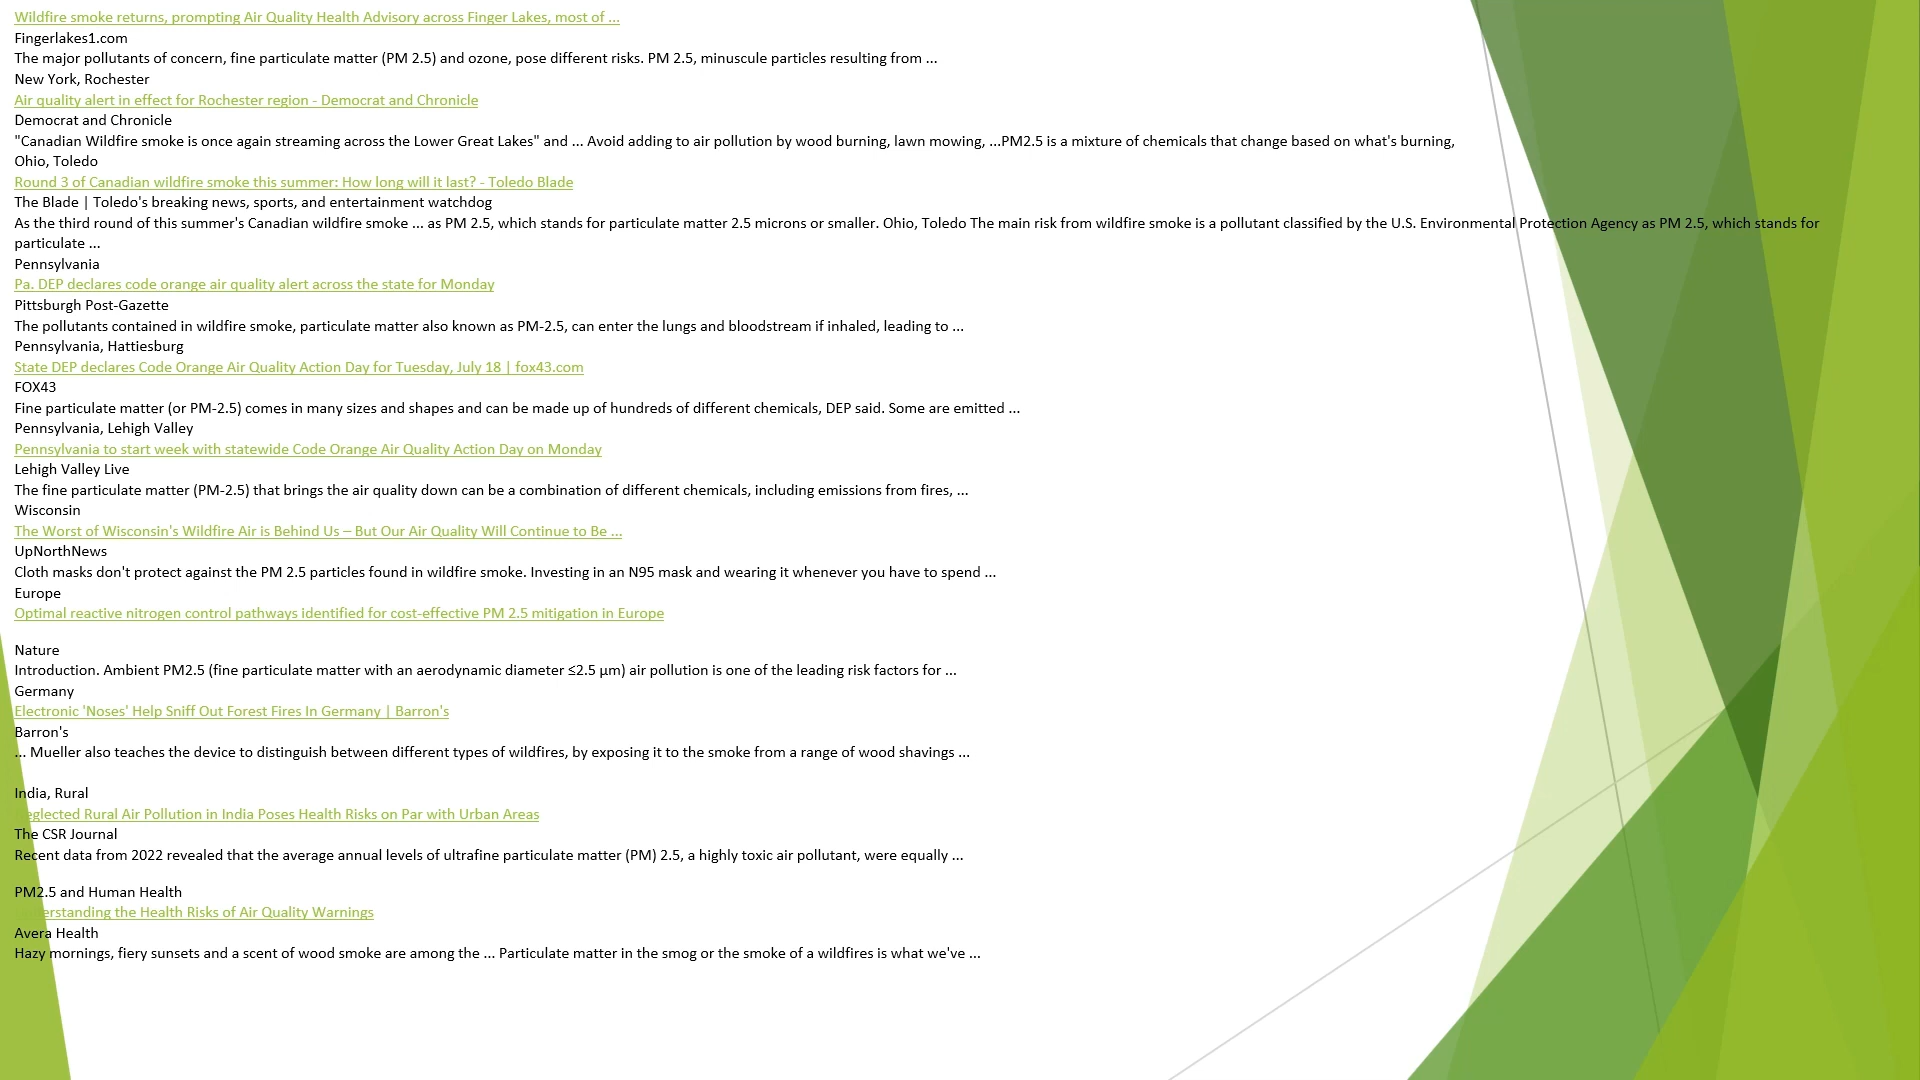 Wildfire smoke returns, prompting Air Quality Health Advisory across Finger Lakes, most of ...
Fingerlakes1.com
The major pollutants of concern, fine particulate matter (PM 2.5) and ozone, pose different risks. PM 2.5, minuscule particles resulting from ...
New York, Rochester
Air quality alert in effect for Rochester region - Democrat and Chronicle
Democrat and Chronicle
"Canadian Wildfire smoke is once again streaming across the Lower Great Lakes" and ... Avoid adding to air pollution by wood burning, lawn mowing, ...PM2.5 is a mixture of chemicals that change based on what's burning,
Ohio, Toledo
Round 3 of Canadian wildfire smoke this summer: How long will it last? - Toledo Blade
The Blade | Toledo's breaking news, sports, and entertainment watchdog
As the third round of this summer's Canadian wildfire smoke ... as PM 2.5, which stands for particulate matter 2.5 microns or smaller. Ohio, Toledo The main risk from wildfire smoke is a pollutant classified by the U.S. Environmental Protection Agency as PM 2.5, which stands for
particulate ...
Pennsylvania
Pa. DEP declares code orange air quality alert across the state for Monday
Pittsburgh Post-Gazette
The pollutants contained in wildfire smoke, particulate matter also known as PM-2.5, can enter the lungs and bloodstream if inhaled, leading to ...
Pennsylvania, Hattiesburg
State DEP declares Code Orange Air Quality Action Day for Tuesday, July 18 | fox43.com
FOX43
Fine particulate matter (or PM-2.5) comes in many sizes and shapes and can be made up of hundreds of different chemicals, DEP said. Some are emitted ...
Pennsylvania, Lehigh Valley
Pennsylvania to start week with statewide Code Orange Air Quality Action Day on Monday
Lehigh Valley Live
The fine particulate matter (PM-2.5) that brings the air quality down can be a combination of different chemicals, including emissions from fires, ...
Wisconsin
The Worst of Wisconsin's Wildfire Air is Behind Us – But Our Air Quality Will Continue to Be ...
UpNorthNews
Cloth masks don't protect against the PM 2.5 particles found in wildfire smoke. Investing in an N95 mask and wearing it whenever you have to spend ...
Europe
Optimal reactive nitrogen control pathways identified for cost-effective PM 2.5 mitigation in Europe
Nature
Introduction. Ambient PM2.5 (fine particulate matter with an aerodynamic diameter ≤2.5 μm) air pollution is one of the leading risk factors for ...
Germany
Electronic 'Noses' Help Sniff Out Forest Fires In Germany | Barron's
Barron's
... Mueller also teaches the device to distinguish between different types of wildfires, by exposing it to the smoke from a range of wood shavings ...
India, Rural
Neglected Rural Air Pollution in India Poses Health Risks on Par with Urban Areas
The CSR Journal
Recent data from 2022 revealed that the average annual levels of ultrafine particulate matter (PM) 2.5, a highly toxic air pollutant, were equally ...
PM2.5 and Human Health
Understanding the Health Risks of Air Quality Warnings
Avera Health
Hazy mornings, fiery sunsets and a scent of wood smoke are among the ... Particulate matter in the smog or the smoke of a wildfires is what we've ...